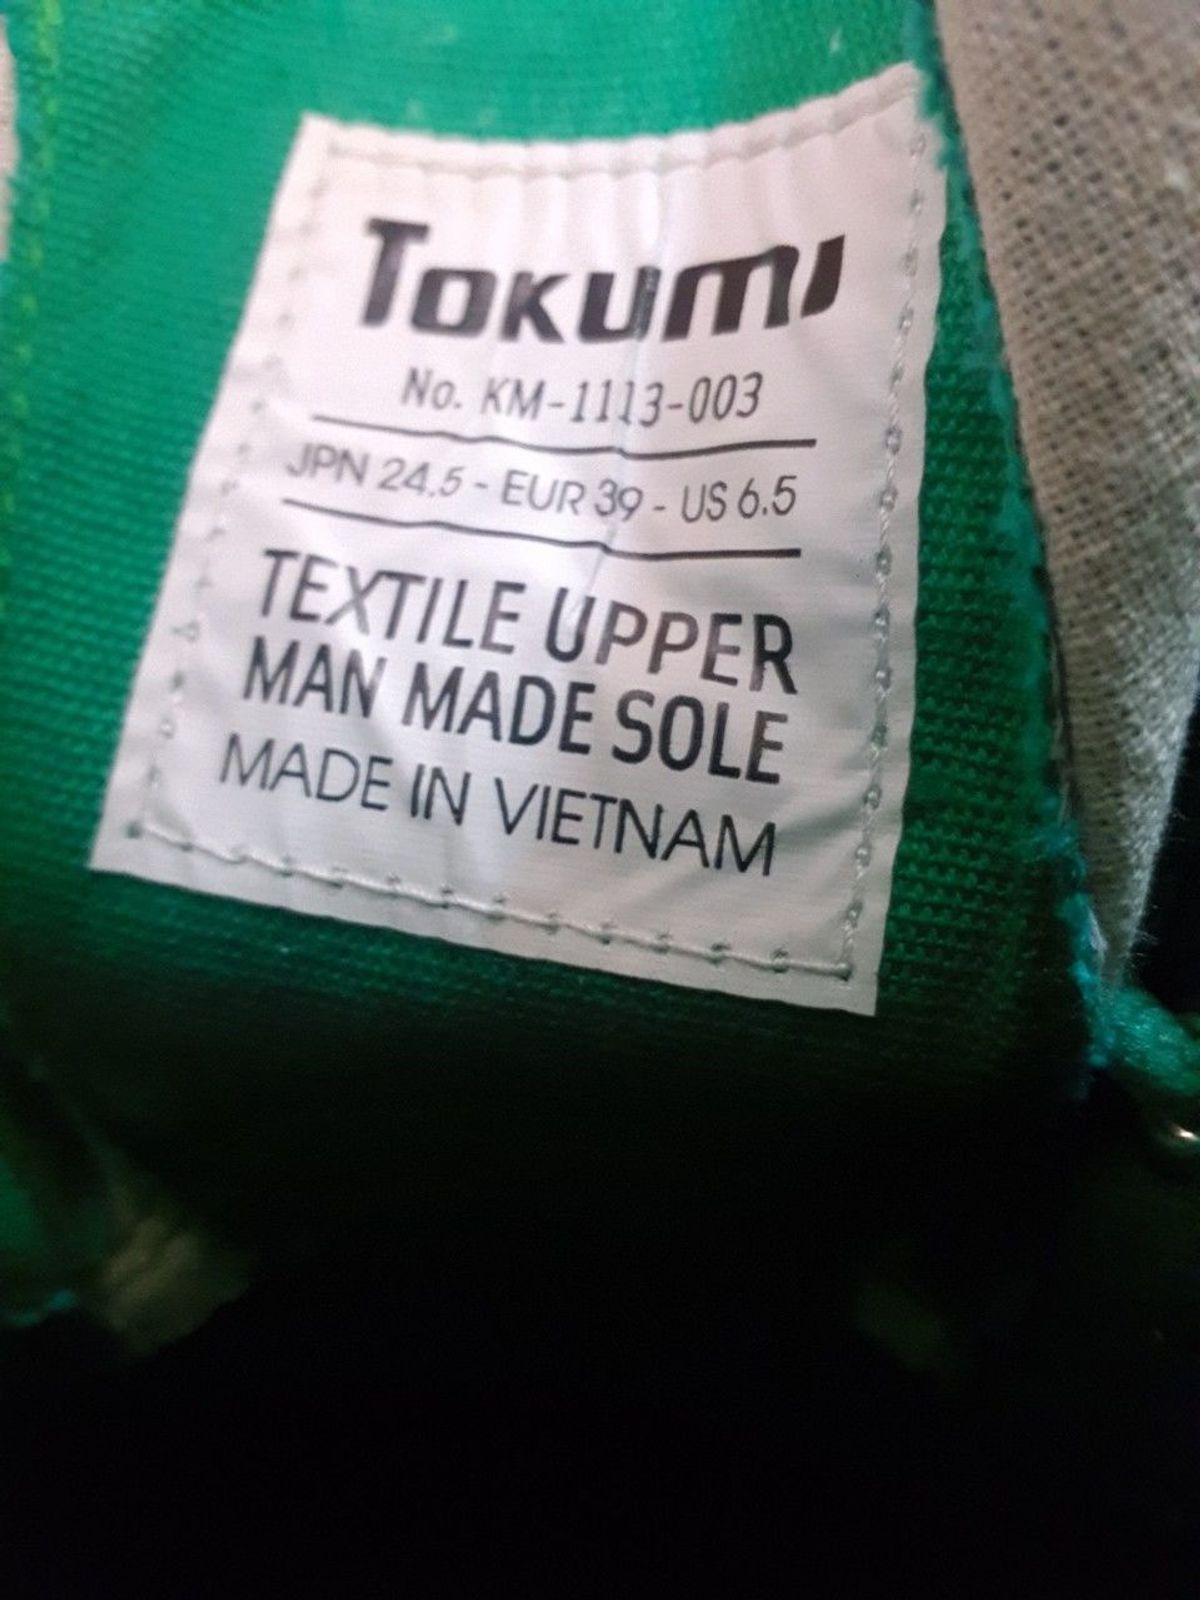 Tokumi
No. KM-1113-003
JPN 24.5 - EUR 39 - US 6.5
TEXTILE UPPER
MAN MADE SOLE
MADE IN VIETNAM